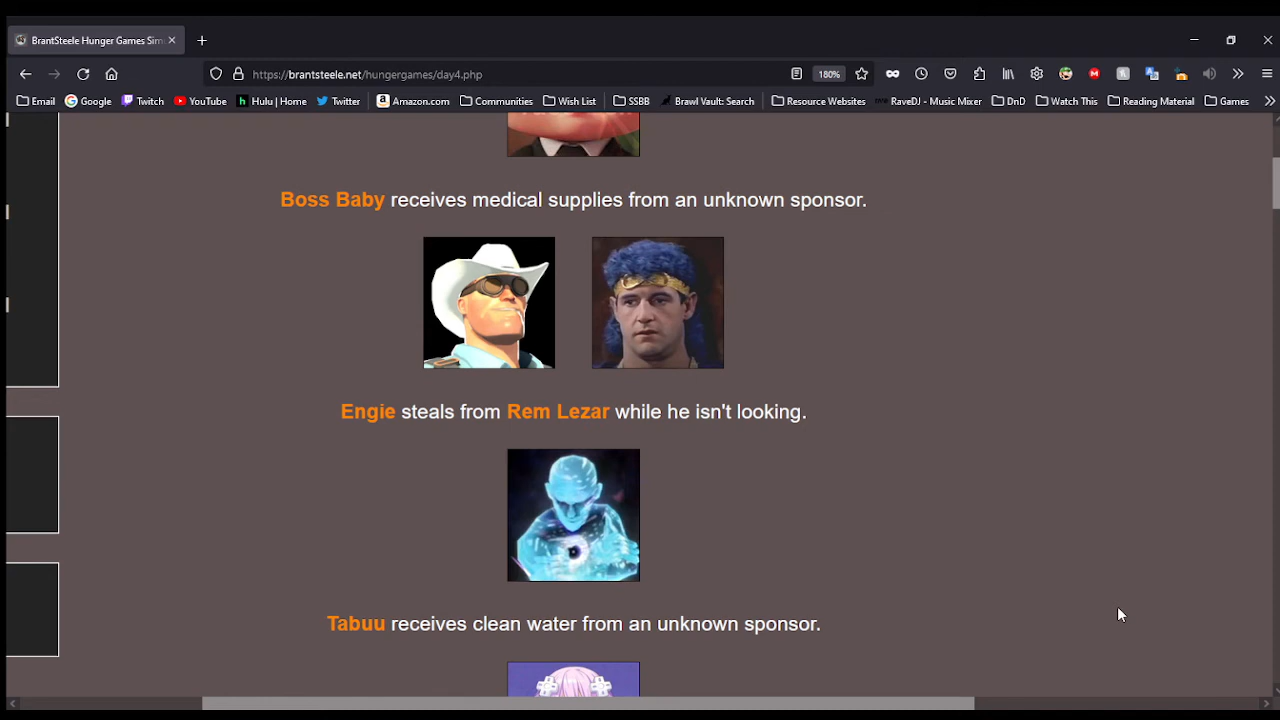 BrantSteele Hunger Games Sim
https://brantsteele.net/hungergames/day4.php
180%
Email Google Twitch YouTube Hulu | Home Twitter Amazon.com Communities Wish List SSBB Brawl Vault: Search Resource Websites RaveDJ - Music Mixer DnD Watch This Reading Material Games
Boss Baby receives medical supplies from an unknown sponsor.
Engie steals from Rem Lezar while he isn't looking.
Tabuu receives clean water from an unknown sponsor.